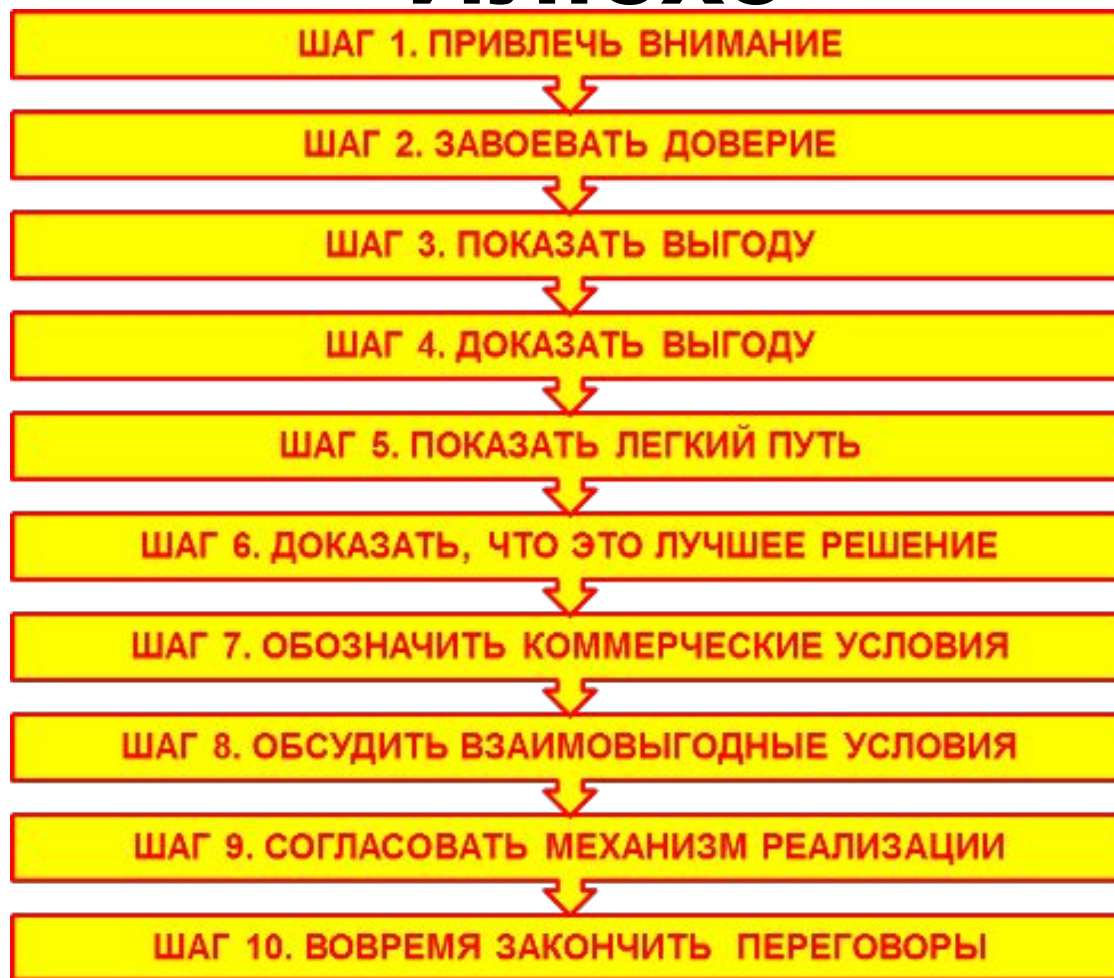 ШАГ 1. ПРИВЛЕЧЬ ВНИМАНИЕ
ШАГ 2. ЗАВОЕВАТЬ ДОВЕРИЕ
ШАГ 3. ПОКАЗАТЬ ВЫГОДУ
ШАГ 4. ДОКАЗАТЬ ВЫГОДУ
ШАГ 5. ПОКАЗАТЬ ЛЕГКИЙ ПУТЬ
ШАГ 6. ДОКАЗАТЬ, ЧТО ЭТО ЛУЧШЕЕ РЕШЕНИЕ
ШАГ 7. ОБОЗНАЧИТЬ КОММЕРЧЕСКИЕ УСЛОВИЯ
ШАГ 8. ОБСУДИТЬ ВЗАИМОВЫГОДНЫЕ УСЛОВИЯ
ШАГ 9. СОГЛАСОВАТЬ МЕХАНИЗМ РЕАЛИЗАЦИИ
ШАГ 10. ВОВРЕМЯ ЗАКОНЧИТЬ ПЕРЕГОВОРЫ